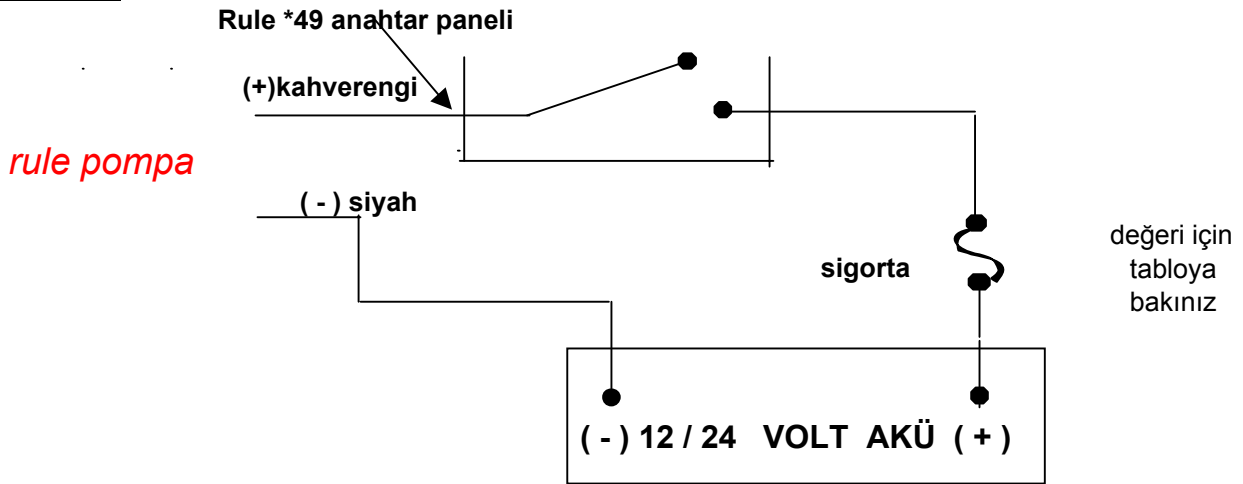 Rule *49 anahtar paneli
(+)kahverengi
rule pompa
( - ) siyah
sigorta
değeri için
tabloya
bakınız
( - ) 12 / 24 VOLT AKÜ ( + )